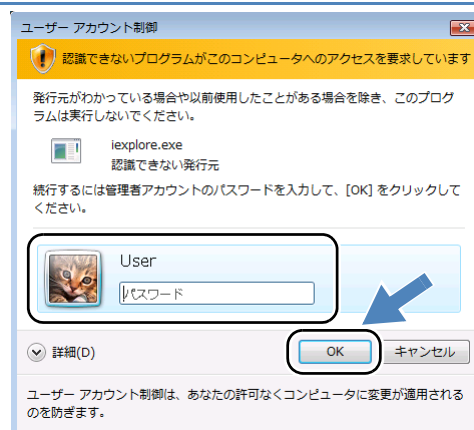 ユーザー アカウント制御
認識できないプログラムがこのコンピュータへのアクセスを要求しています
発行元がわかっている場合や以前使用したことがある場合を除き、このプログ
ラムは実行しないでください。
iexplore.exe
認識できない発行元
続行するには管理者アカウントのパスワードを入力して、[OK] をクリックして
ください。
User
パスワード
詳細(D)
OK
キャンセル
ユーザー アカウント制御は、あなたの許可なくコンピュータに変更が適用される
のを防ぎます。